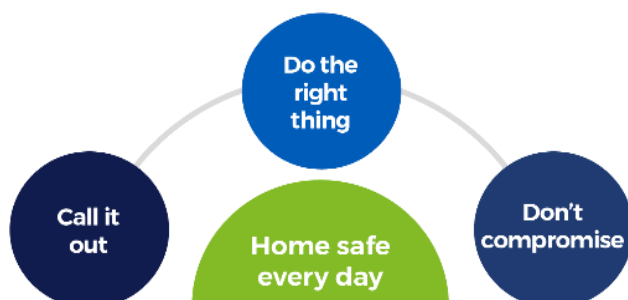 Do the
right
thing
Call it
out
Home safe
every day
Don't
compromise